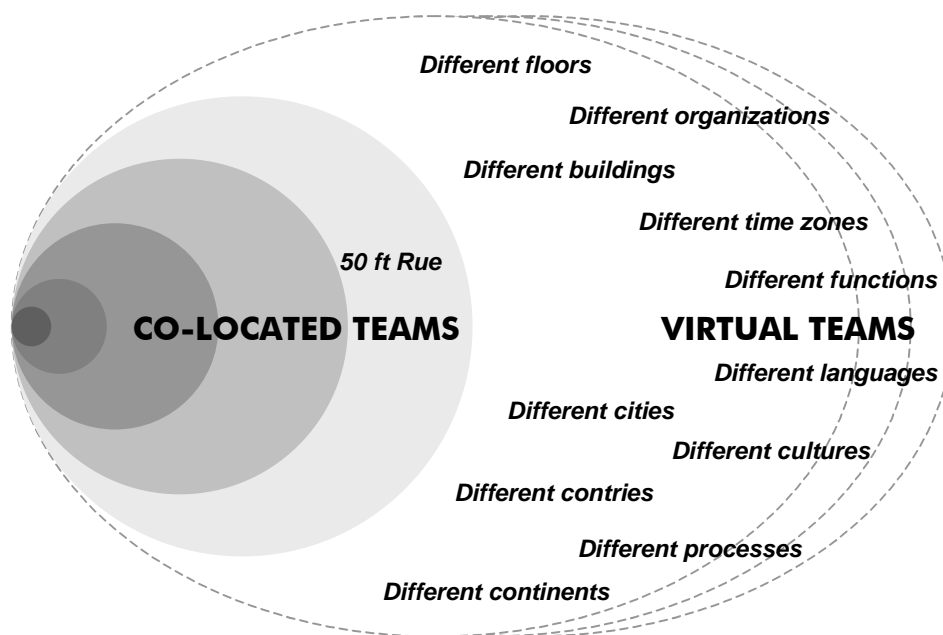 Different floors
Different organizations
Different buildings
Different time zones
50 ft Rue
Different functions
CO-LOCATED TEAMS
VIRTUAL TEAMS
Different languages
Different cities
Different cultures
Different contries
Different processes
Different continents